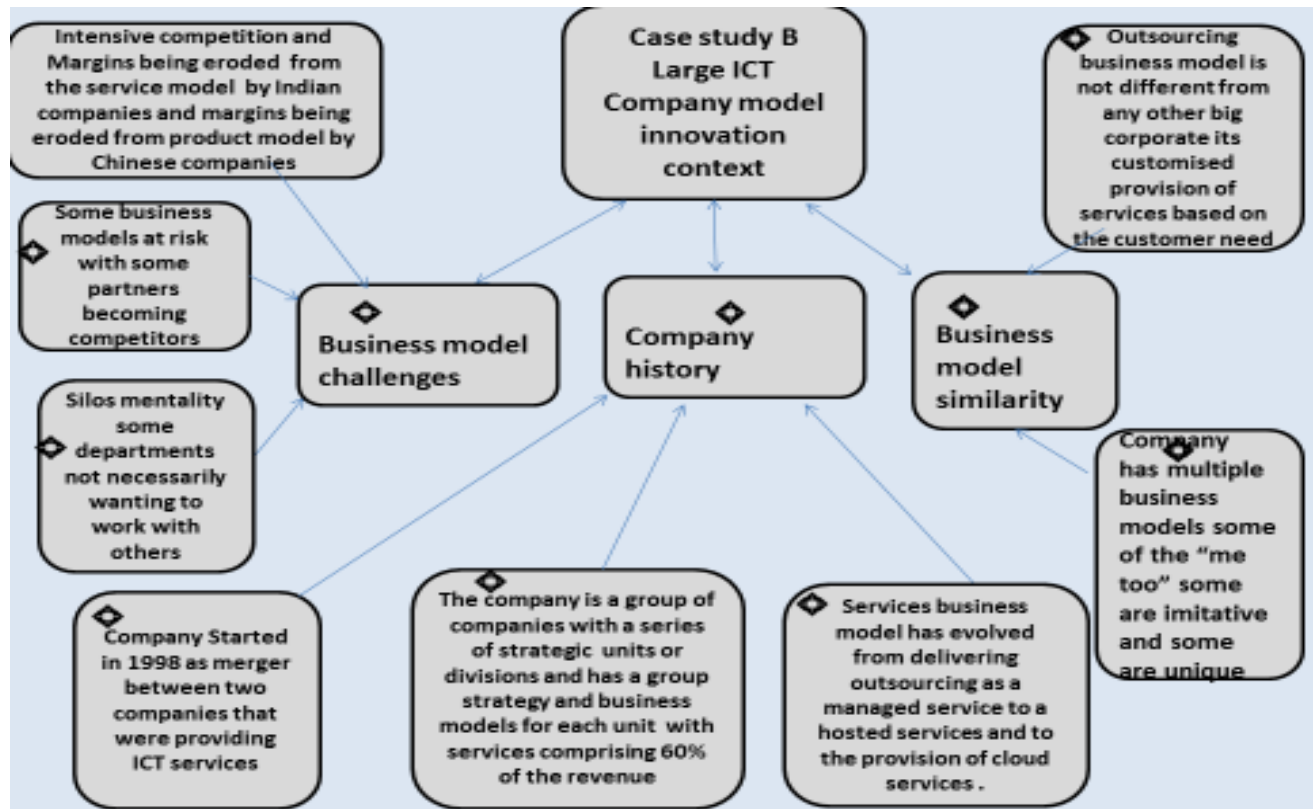 Intensive competition and
Margins being eroded from
the service model by Indian
companies and margins being
eroded from product model by
Chinese companies
Case study B
Large ICT
Company model
innovation
context
Outsourcing
business model is
not different from
any other big
corporate its
customised
provision of
services based on
the customer need
Some business
models at risk
with some
partners
becoming
competitors
Business model
challenges
Company
history
Business
model
similarity
Silos mentality
some
departments
not necessarily
wanting to
work with
others
Company
has multiple
business
models some
of the “me
too” some
are imitative
and some
are unique
Company Started
in 1998 as merger
between two
companies that
were providing
ICT services
The company is a group of
companies with a series
of strategic units or
divisions and has a group
strategy and business
models for each unit with
services comprising 60%
of the revenue
Services business
model has evolved
from delivering
outsourcing as a
managed service to a
hosted services and to
the provision of cloud
services .